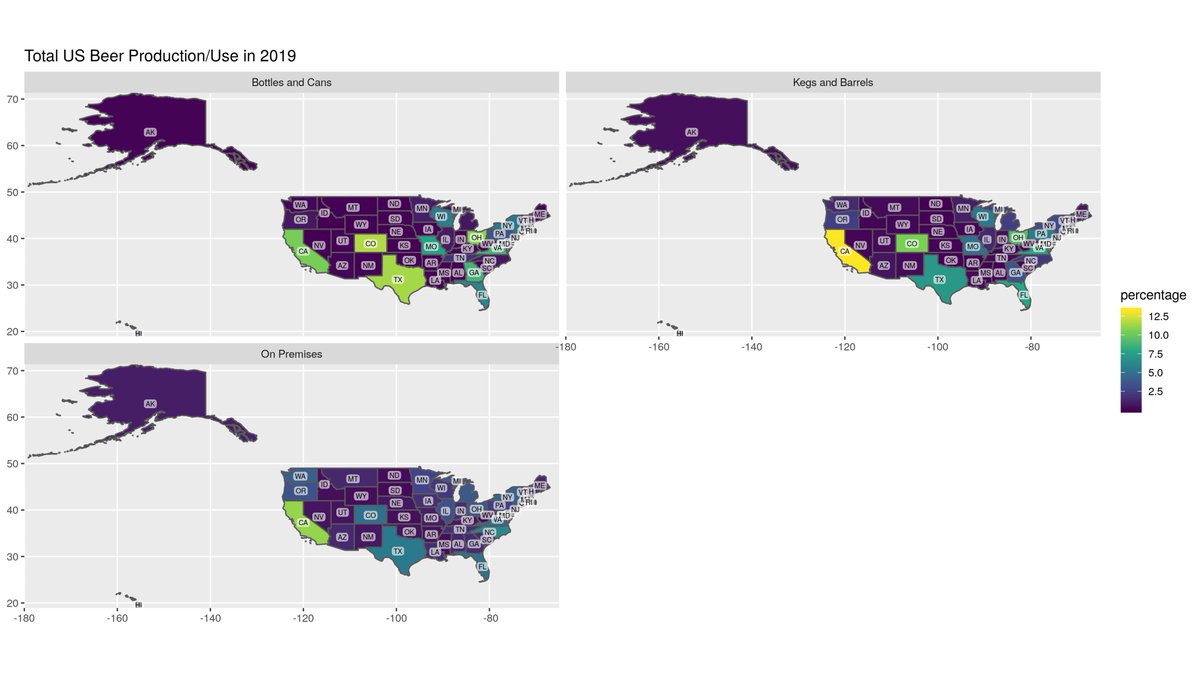 Total US Beer Production/Use in 2019
Bottles and Cans
Kegs and Barrels
70
60
50
40
30
20
AK
WA
MT
ND
MN
MI
ME
OR
ID
WY
SD
WI
NY
VT
NV
UT
NE
IA
PA
NJ
CA
CO
KS
MO
IL
IN
OH
WV
MD
VA
KY
AZ
NM
OK
AR
TN
NC
SC
TX
LA
MS
AL
GA
FL
HI
AK
WA
MT
ND
MN
MI
ME
OR
ID
WY
SD
WI
NY
VT
NV
UT
NE
IA
PA
NJ
CA
CO
KS
MO
IL
IN
OH
WV
MD
VA
KY
AZ
NM
OK
AR
TN
NC
SC
TX
LA
MS
AL
GA
FL
HI
-180
-160
-140
-120
-100
-80
percentage
12.5
10.0
7.5
5.0
2.5
On Premises
70
60
50
40
30
20
AK
WA
MT
ND
MN
MI
ME
OR
ID
WY
SD
WI
NY
VT
NV
UT
NE
IA
PA
NJ
CA
CO
KS
MO
IL
IN
OH
WV
MD
VA
KY
AZ
NM
OK
AR
TN
NC
SC
TX
LA
MS
AL
GA
FL
HI
-180
-160
-140
-120
-100
-80